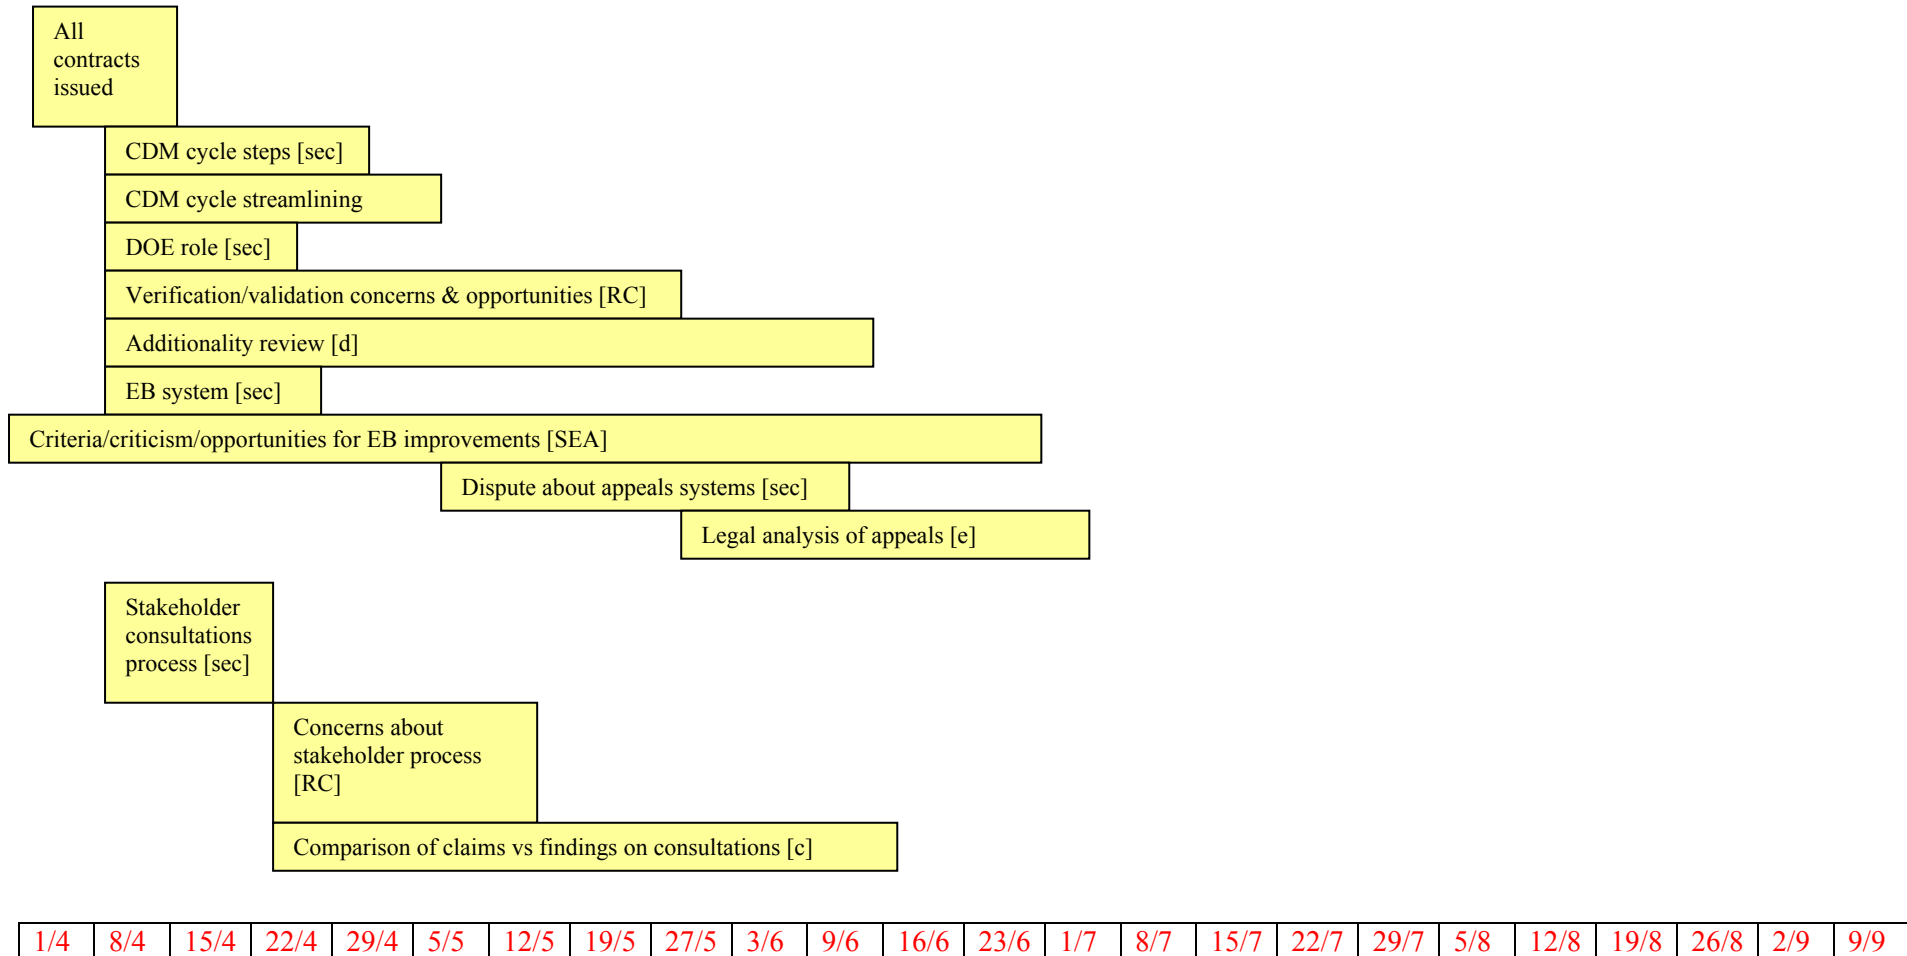 All
contracts
issued
CDM cycle steps [sec]
CDM cycle streamlining
DOE role [sec]
Verification/validation concerns & opportunities [RC]
Additionality review [d]
EB system [sec]
Criteria/criticism/opportunities for EB improvements [SEA]
Dispute about appeals systems [sec]
Legal analysis of appeals [e]
Stakeholder
consultations
process [sec]
Concerns about
stakeholder process
[RC]
Comparison of claims vs findings on consultations [c]
1/4 8/4 15/4 22/4 29/4 5/5 12/5 19/5 27/5 3/6 9/6 16/6 23/6 1/7 8/7 15/7 22/7 29/7 5/8 12/8 19/8 26/8 2/9 9/9